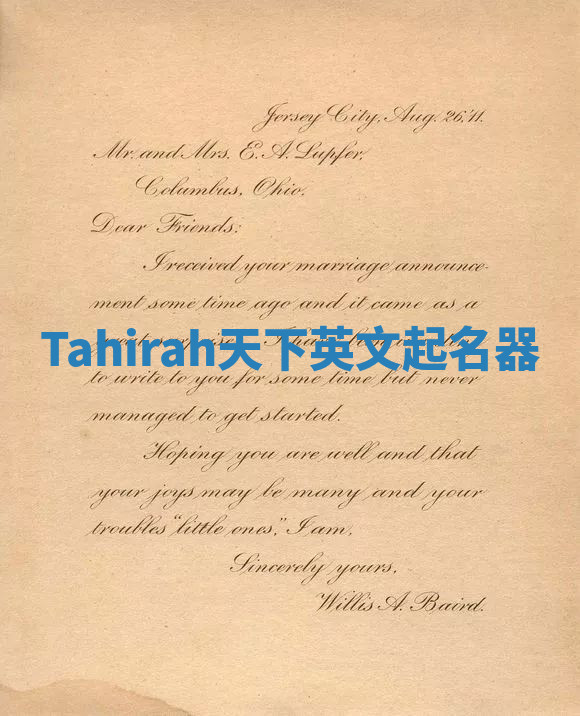 Jersey City, Aug. 26, '11.
Mr. and Mrs. E. A. Lupfer,
Columbus, Ohio.
Dear Friends:
I received your marriage announce-
ment some time ago and it came as a
Tahirah天下英文起名器
to write to you for some time but never
managed to get started.
Hoping you are well and that
your joys may be many and your
troubles "little ones," I am,
Sincerely yours,
Willis A. Baird.